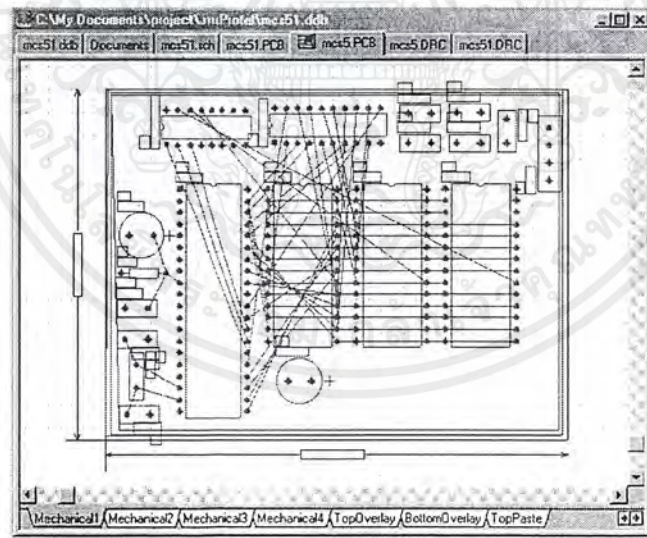 C:\My Documents\project\mcProtel\mcs51.ddb
mcs51.ddb Documents mcs51.sch mcs51.PCB mcs5.PCB mcs5.DRC mcs51.DRC
Mechanical1 Mechanical2 Mechanical3 Mechanical4 TopOverlay BottomOverlay TopPaste